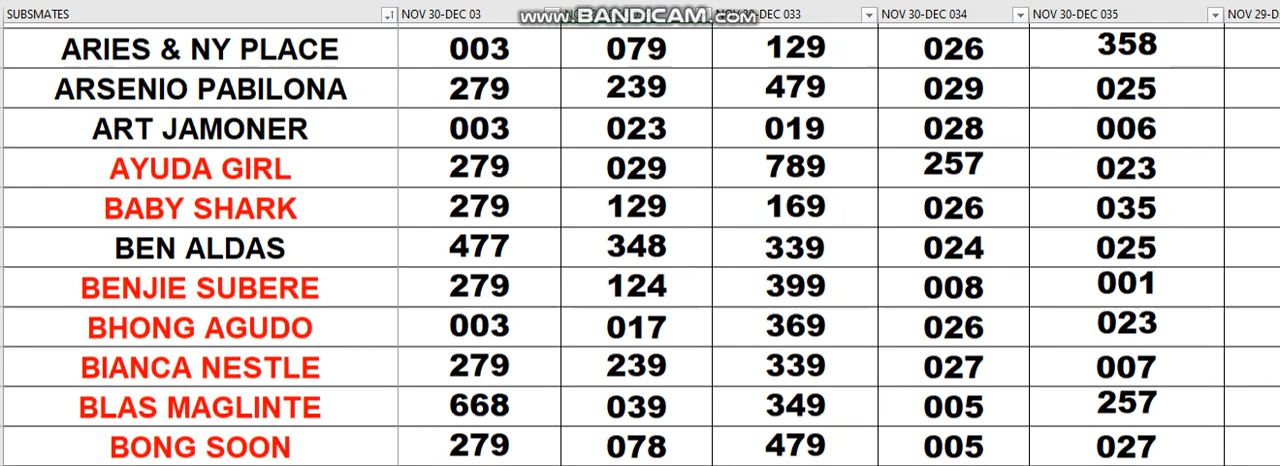 SUBSMATES NOV 30-DEC 03 www.BANDICAM.com 30-DEC 033 NOV 30-DEC 034 NOV 30-DEC 035 NOV 29-D
ARIES & NY PLACE 003 079 129 026 358
ARSENIO PABILONA 279 239 479 029 025
ART JAMONER 003 023 019 028 006
AYUDA GIRL 279 029 789 257 023
BABY SHARK 279 129 169 026 035
BEN ALDAS 477 348 339 024 025
BENJIE SUBERE 279 124 399 008 001
BHONG AGUDO 003 017 369 026 023
BIANCA NESTLE 279 239 339 027 007
BLAS MAGLINTE 668 039 349 005 257
BONG SOON 279 078 479 005 027